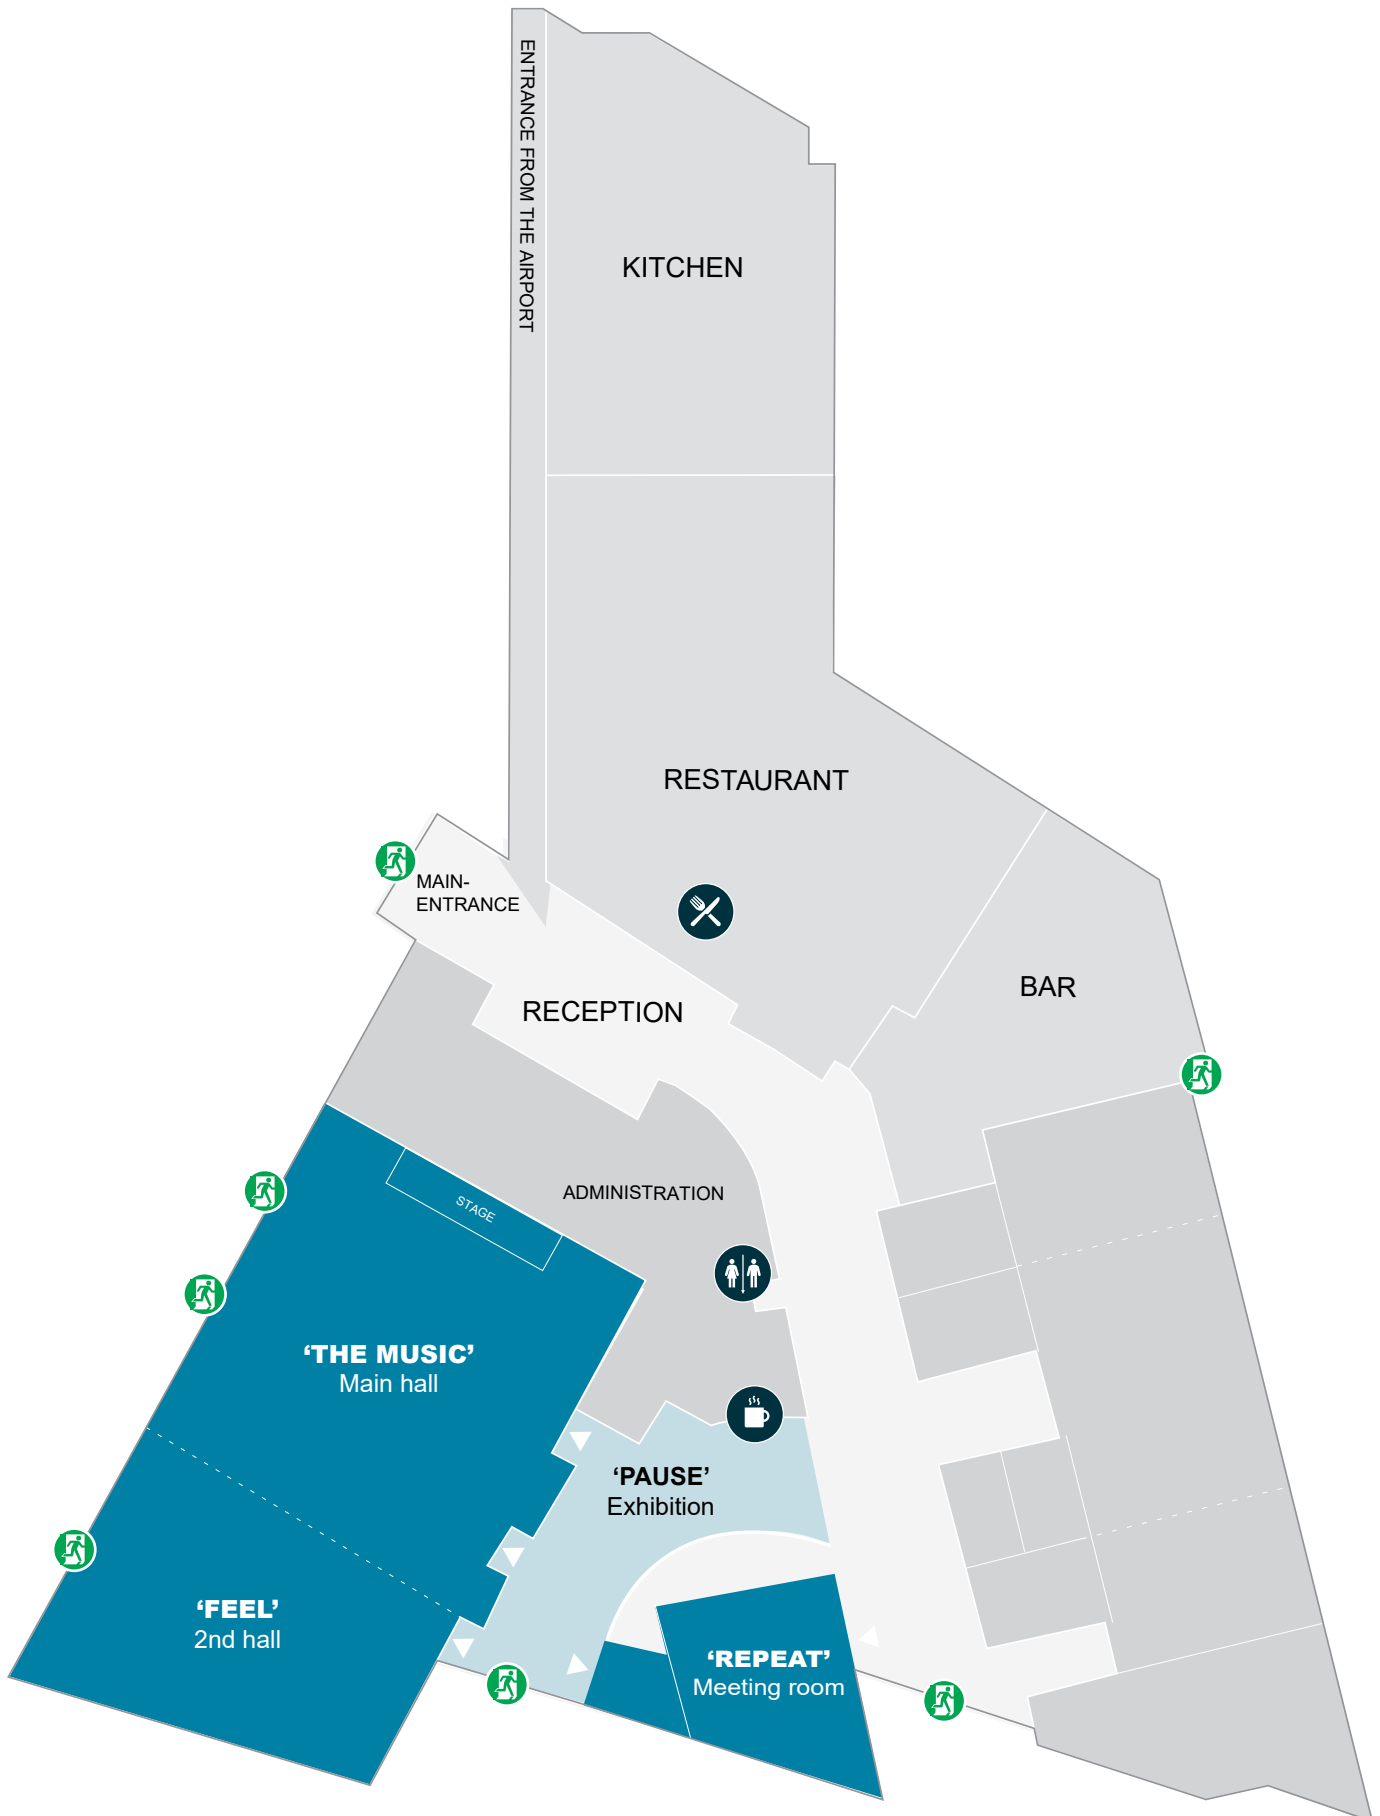 ENTRANCE FROM THE AIRPORT
KITCHEN
RESTAURANT
MAIN-
ENTRANCE
BAR
RECEPTION
ADMINISTRATION
STAGE
‘THE MUSIC’
Main hall
‘PAUSE’
Exhibition
‘FEEL’
2nd hall
‘REPEAT’
Meeting room